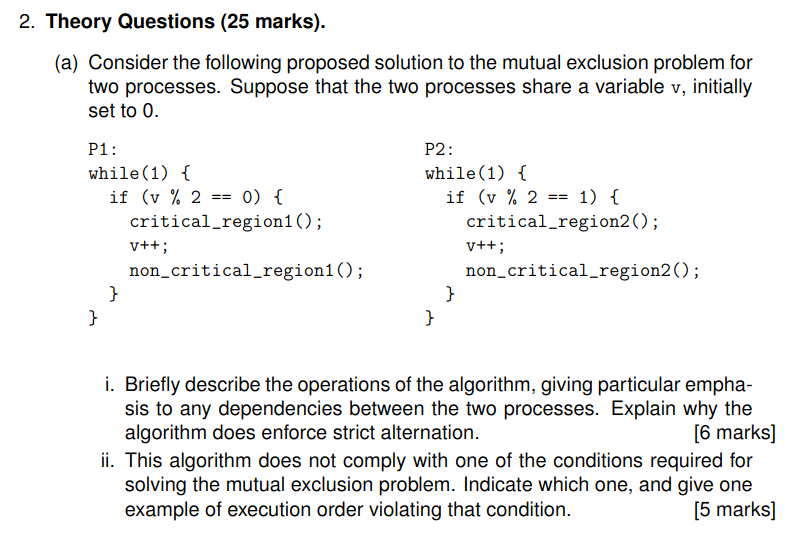 2. Theory Questions (25 marks).
(a) Consider the following proposed solution to the mutual exclusion problem for
two processes. Suppose that the two processes share a variable v, initially
set to 0.
P1:
while(1) {
if (v % 2 == 0) {
critical_region1();
v++;
non_critical_region1();
}
}
P2:
while(1) {
if (v % 2 == 1) {
critical_region2();
v++;
non_critical_region2();
}
}
i. Briefly describe the operations of the algorithm, giving particular empha-
sis to any dependencies between the two processes. Explain why the
algorithm does enforce strict alternation. [6 marks]
ii. This algorithm does not comply with one of the conditions required for
solving the mutual exclusion problem. Indicate which one, and give one
example of execution order violating that condition. [5 marks]